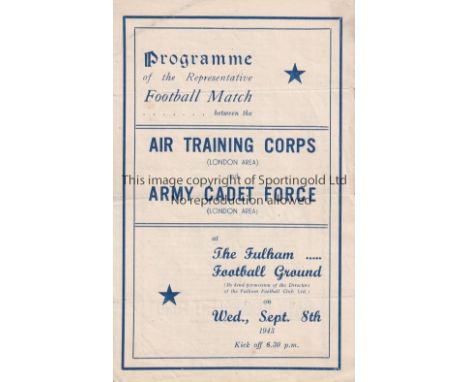 Programme
of the Representative
Football Match
....... between the
AIR TRAINING CORPS
(LONDON AREA)
This image copyright of Sportingold Ltd
ARMY CADET FORCE
No reproduction allowed
(LONDON AREA)
at
The Fulham .....
Football Ground
(By kind permission of the Directors
of the Fulham Football Club, Ltd.)
on
Wed., Sept. 8th
1943
Kick off 6.30 p.m.